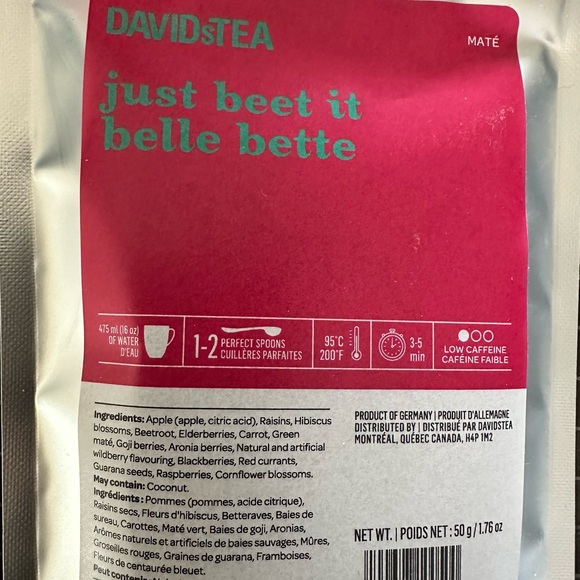 DAVIDsTEA
MATÉ
just beet it
belle bette
475 ml (16 oz)
OF WATER
D'EAU
1-2 PERFECT SPOONS
CUILLÈRES PARFAITES
95°C
200°F
3-5
min
LOW CAFFEINE
CAFÉINE FAIBLE
Ingredients: Apple (apple, citric acid), Raisins, Hibiscus
blossoms, Beetroot, Elderberries, Carrot, Green
maté, Goji berries, Aronia berries, Natural and artificial
wildberry flavouring, Blackberries, Red currants,
Guarana seeds, Raspberries, Cornflower blossoms.
May contain: Coconut.
Ingrédients : Pommes (pommes, acide citrique),
Raisins secs, Fleurs d'hibiscus, Betteraves, Baies de
sureau, Carottes, Maté vert, Baies de goji, Aronias,
Arômes naturels et artificiels de baies sauvages, Mûres,
Groseilles rouges, Graines de guarana, Framboises,
Fleurs de centaurée bleuet.
Peut contenir
PRODUCT OF GERMANY | PRODUIT D'ALLEMAGNE
DISTRIBUTED BY | DISTRIBUÉ PAR DAVIDSTEA
MONTRÉAL, QUÉBEC CANADA, H4P 1M2
NET WT. | POIDS NET : 50 g / 1.76 oz